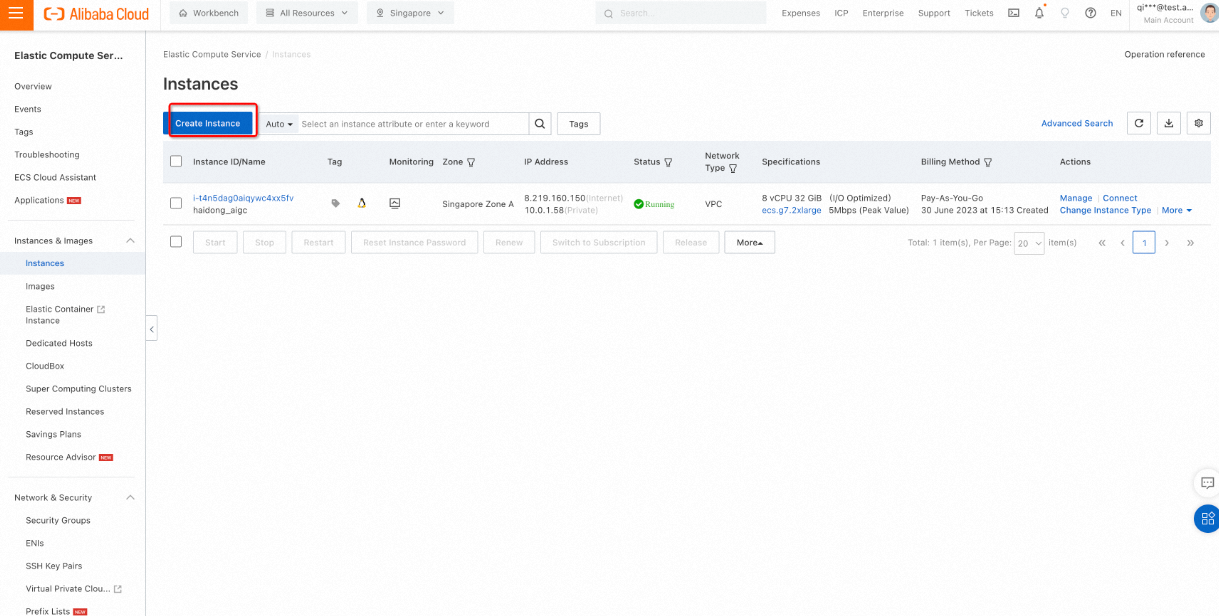 Alibaba Cloud
Workbench
All Resources
Singapore
Search...
Expenses
ICP
Enterprise
Support
Tickets
EN
qi***@test.a...
Main Account
Elastic Compute Ser...
Overview
Events
Tags
Troubleshooting
ECS Cloud Assistant
Applications NEW
Instances & Images
Instances
Images
Elastic Container
Instance
Dedicated Hosts
CloudBox
Super Computing Clusters
Reserved Instances
Savings Plans
Resource Advisor NEW
Network & Security
Security Groups
ENIs
SSH Key Pairs
Virtual Private Clou...
Prefix Lists NEW
Elastic Compute Service / Instances
Operation reference
Instances
Create Instance
Auto
Select an instance attribute or enter a keyword
Tags
Advanced Search
Instance ID/Name
Tag
Monitoring
Zone
IP Address
Status
Network
Type
Specifications
Billing Method
Actions
i-t4n5dag0aiqywc4xx5fv
haidong_aigc
Singapore Zone A
8.219.160.150(Internet)
10.0.1.58(Private)
Running
VPC
8 vCPU 32 GiB (I/O Optimized)
ecs.g7.2xlarge 5Mbps (Peak Value)
Pay-As-You-Go
30 June 2023 at 15:13 Created
Manage | Connect
Change Instance Type | More
Start
Stop
Restart
Reset Instance Password
Renew
Switch to Subscription
Release
More
Total: 1 item(s), Per Page: 20 item(s)
1